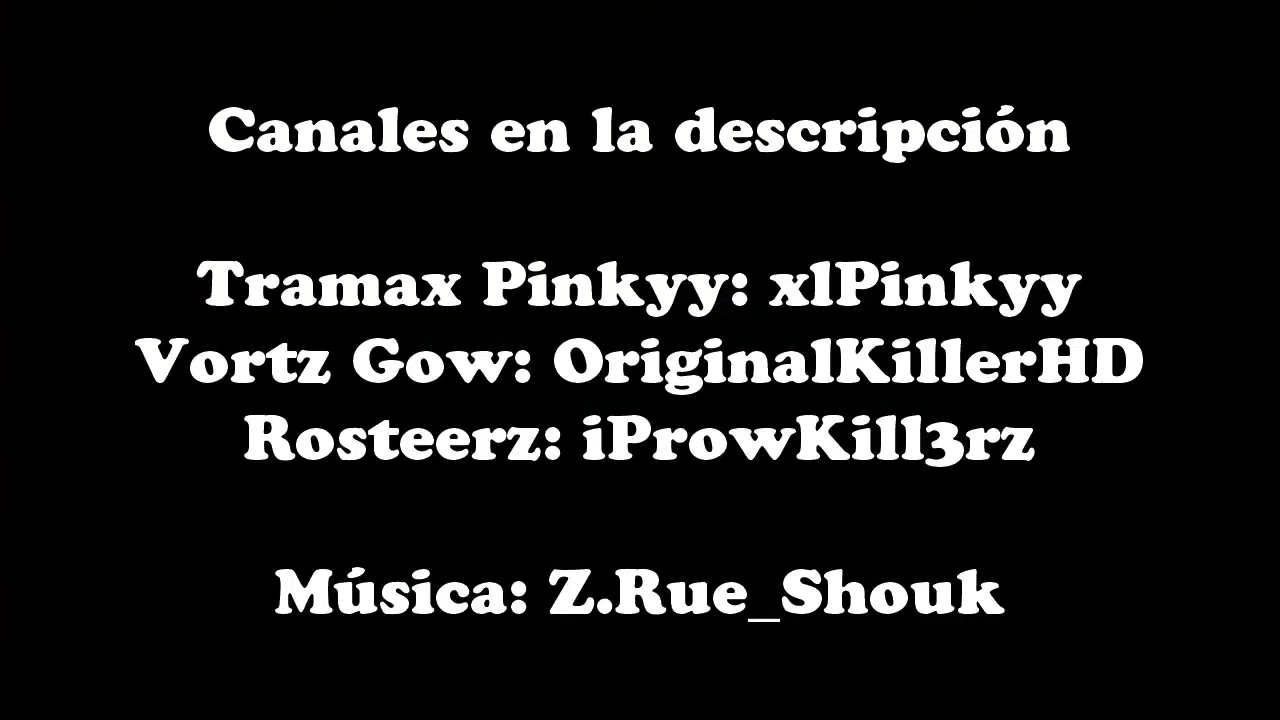 Canales en la descripción
Tramax Pinkyy: xlPinkyy
Vortz Gow: OriginalKillerHD
Rosteerz: iProwKill3rz
Música: Z.Rue_Shouk